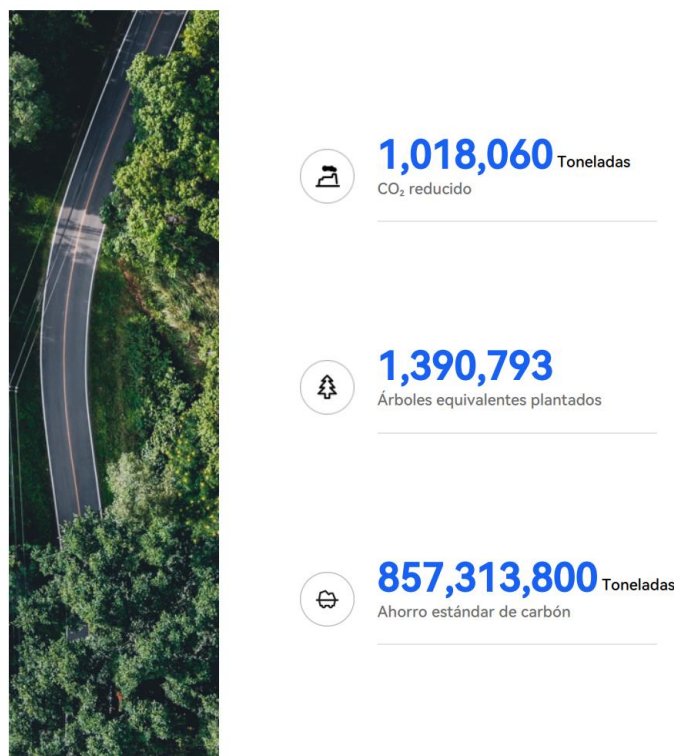 1,018,060 Toneladas
CO₂ reducido
1,390,793
Árboles equivalentes plantados
857,313,800 Toneladas
Ahorro estándar de carbón